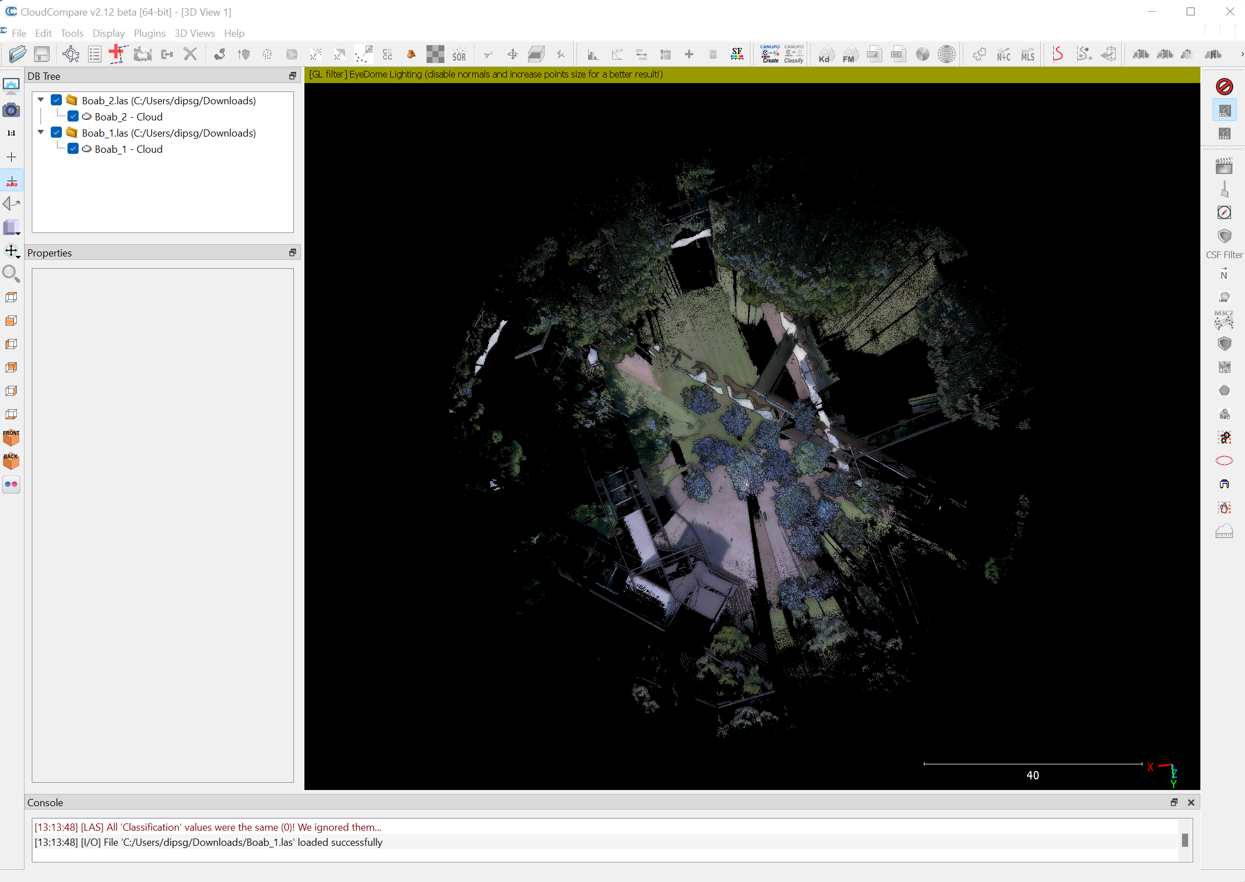 CloudCompare v2.12 beta [64-bit] - [3D View 1]
File Edit Tools Display Plugins 3D Views Help
SOR
SF
CANUPO Create
CANUPO Classify
Kd
FM
N+C
MLS
DB Tree
[GL filter] EyeDome Lighting (disable normals and increase points size for a better result!)
Boab_2.las (C:/Users/dipsg/Downloads)
Boab_2 - Cloud
Boab_1.las (C:/Users/dipsg/Downloads)
Boab_1 - Cloud
1:1
auto
Properties
CSF Filter
N
M3C2
FRONT
BACK
40
X
Z
Y
Console
[13:13:48] [LAS] All 'Classification' values were the same (0)! We ignored them...
[13:13:48] [I/O] File 'C:/Users/dipsg/Downloads/Boab_1.las' loaded successfully